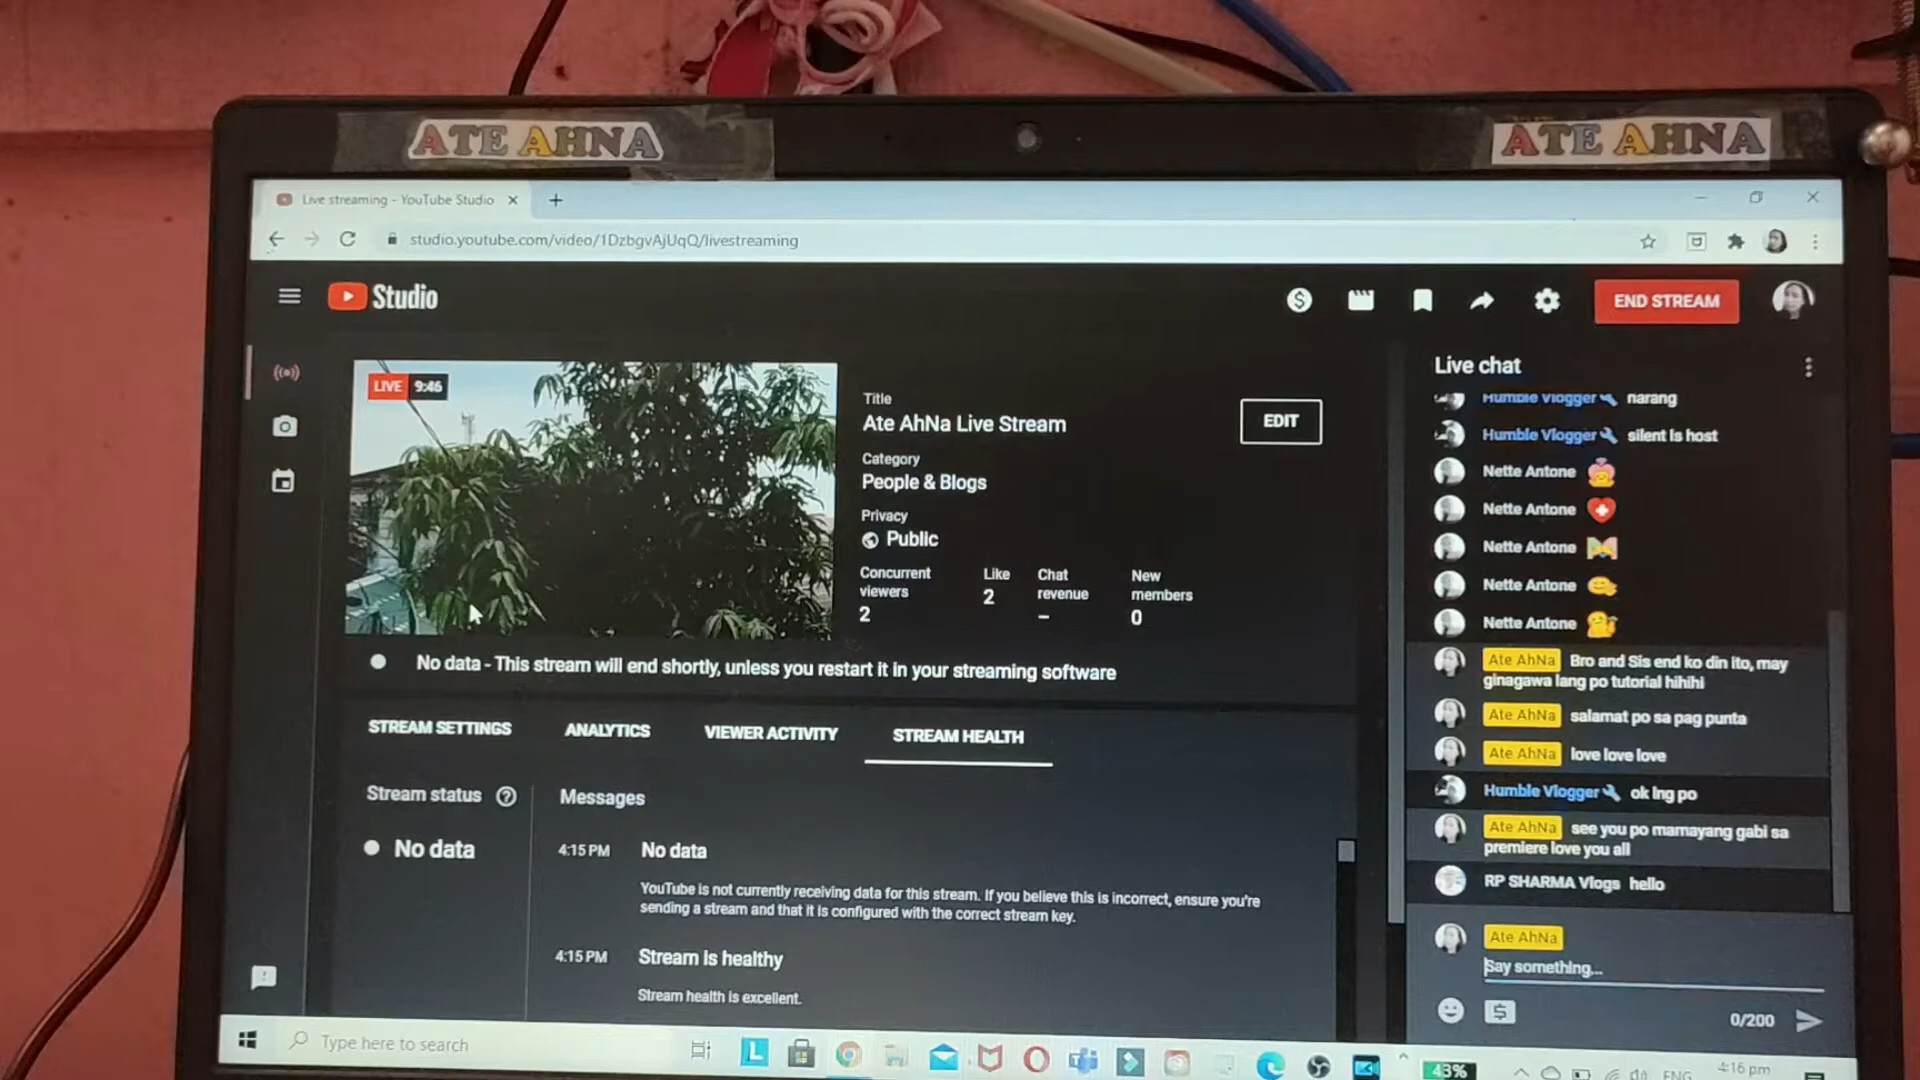 ATE AHNA
ATE AHNA
Live streaming - YouTube Studio
studio.youtube.com/video/1DzbgvAjUqQ/livestreaming
Studio
END STREAM
LIVE 9:46
Title
Ate AhNa Live Stream
EDIT
Category
People & Blogs
Privacy
Public
Concurrent
viewers
2
Like
2
Chat
revenue
–
New
members
0
No data - This stream will end shortly, unless you restart it in your streaming software
STREAM SETTINGS
ANALYTICS
VIEWER ACTIVITY
STREAM HEALTH
Stream status
No data
Messages
4:15 PM No data
YouTube is not currently receiving data for this stream. If you believe this is incorrect, ensure you're
sending a stream and that it is configured with the correct stream key.
4:15 PM Stream is healthy
Stream health is excellent.
Live chat
Humble Vlogger narang
Humble Vlogger silent is host
Nette Antone
Nette Antone
Nette Antone
Nette Antone
Nette Antone
Ate AhNa Bro and Sis end ko din ito, may
ginagawa lang po tutorial hihihi
Ate AhNa salamat po sa pag punta
Ate AhNa love love love
Humble Vlogger ok lng po
Ate AhNa see you po mamayang gabi sa
premiere love you all
RP SHARMA Vlogs hello
Ate AhNa
Say something...
0/200
Type here to search
L
43%
ENG
4:16 pm